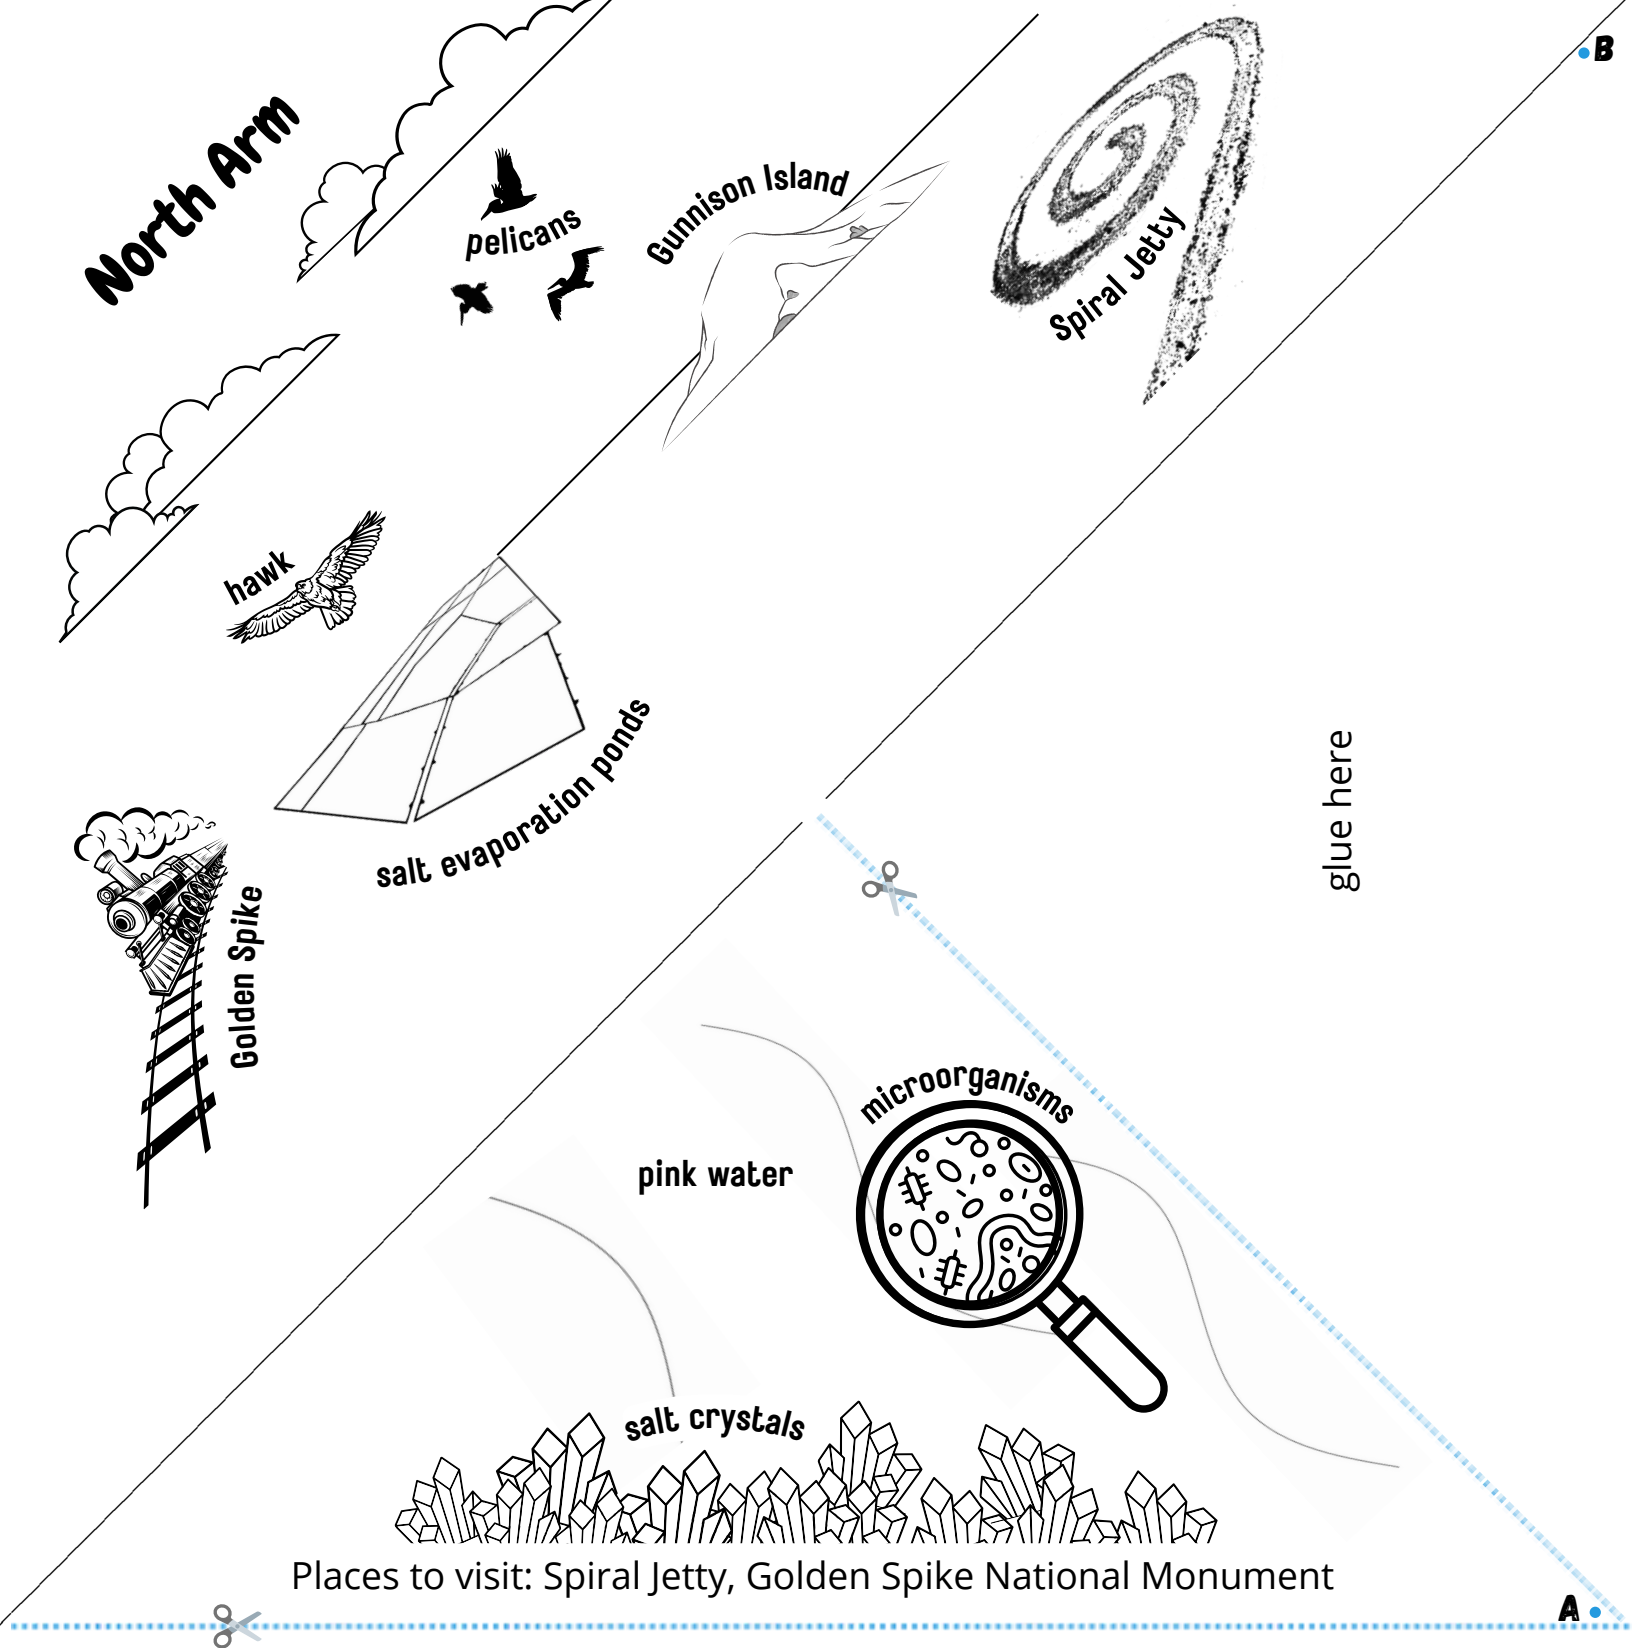 B
North Arm
pelicans
Gunnison Island
Spiral Jetty
hawk
salt evaporation ponds
glue here
Golden Spike
microorganisms
pink water
salt crystals
Places to visit: Spiral Jetty, Golden Spike National Monument
A